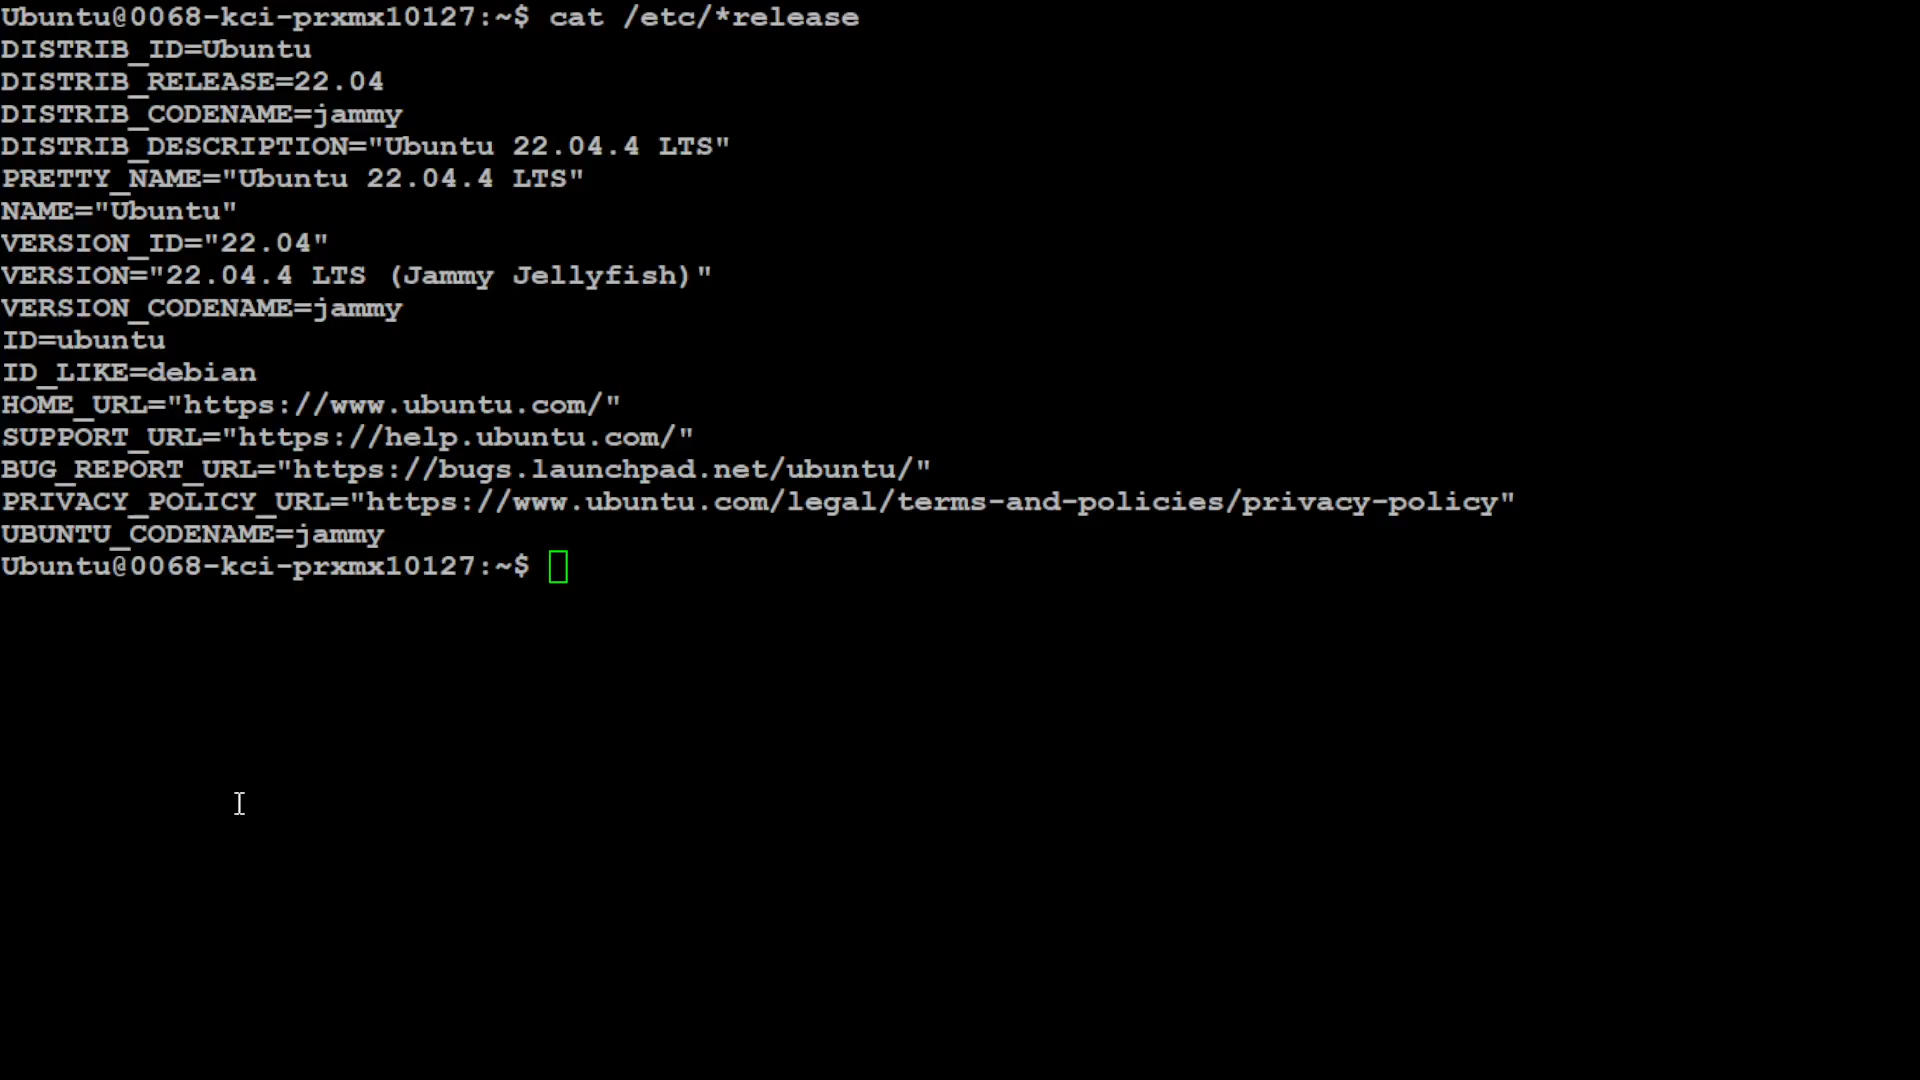 Ubuntu@0068-kci-prxmx10127:~$ cat /etc/*release
DISTRIB_ID=Ubuntu
DISTRIB_RELEASE=22.04
DISTRIB_CODENAME=jammy
DISTRIB_DESCRIPTION="Ubuntu 22.04.4 LTS"
PRETTY_NAME="Ubuntu 22.04.4 LTS"
NAME="Ubuntu"
VERSION_ID="22.04"
VERSION="22.04.4 LTS (Jammy Jellyfish)"
VERSION_CODENAME=jammy
ID=ubuntu
ID_LIKE=debian
HOME_URL="https://www.ubuntu.com/"
SUPPORT_URL="https://help.ubuntu.com/"
BUG_REPORT_URL="https://bugs.launchpad.net/ubuntu/"
PRIVACY_POLICY_URL="https://www.ubuntu.com/legal/terms-and-policies/privacy-policy"
UBUNTU_CODENAME=jammy
Ubuntu@0068-kci-prxmx10127:~$